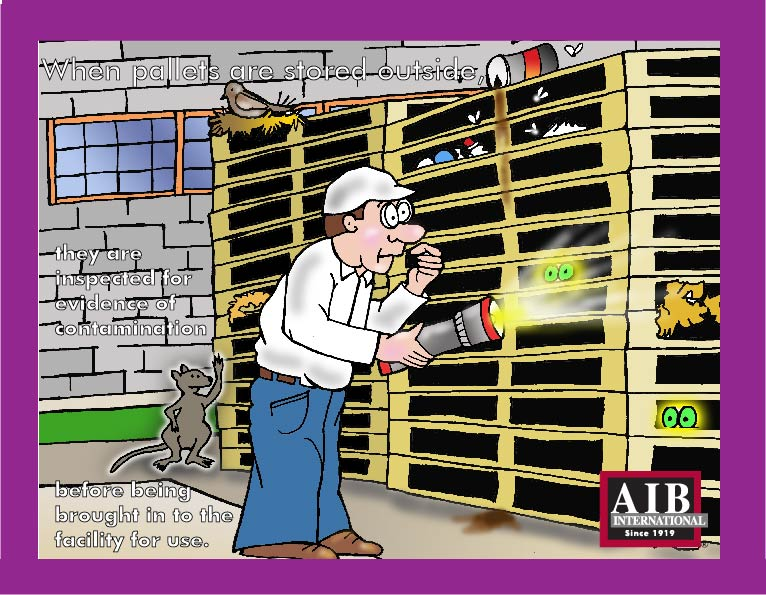 When pallets are stored outside,
they are
inspected for
evidence of
contamination
before being
brought in to the
facility for use.
AIB
INTERNATIONAL
Since 1919
®